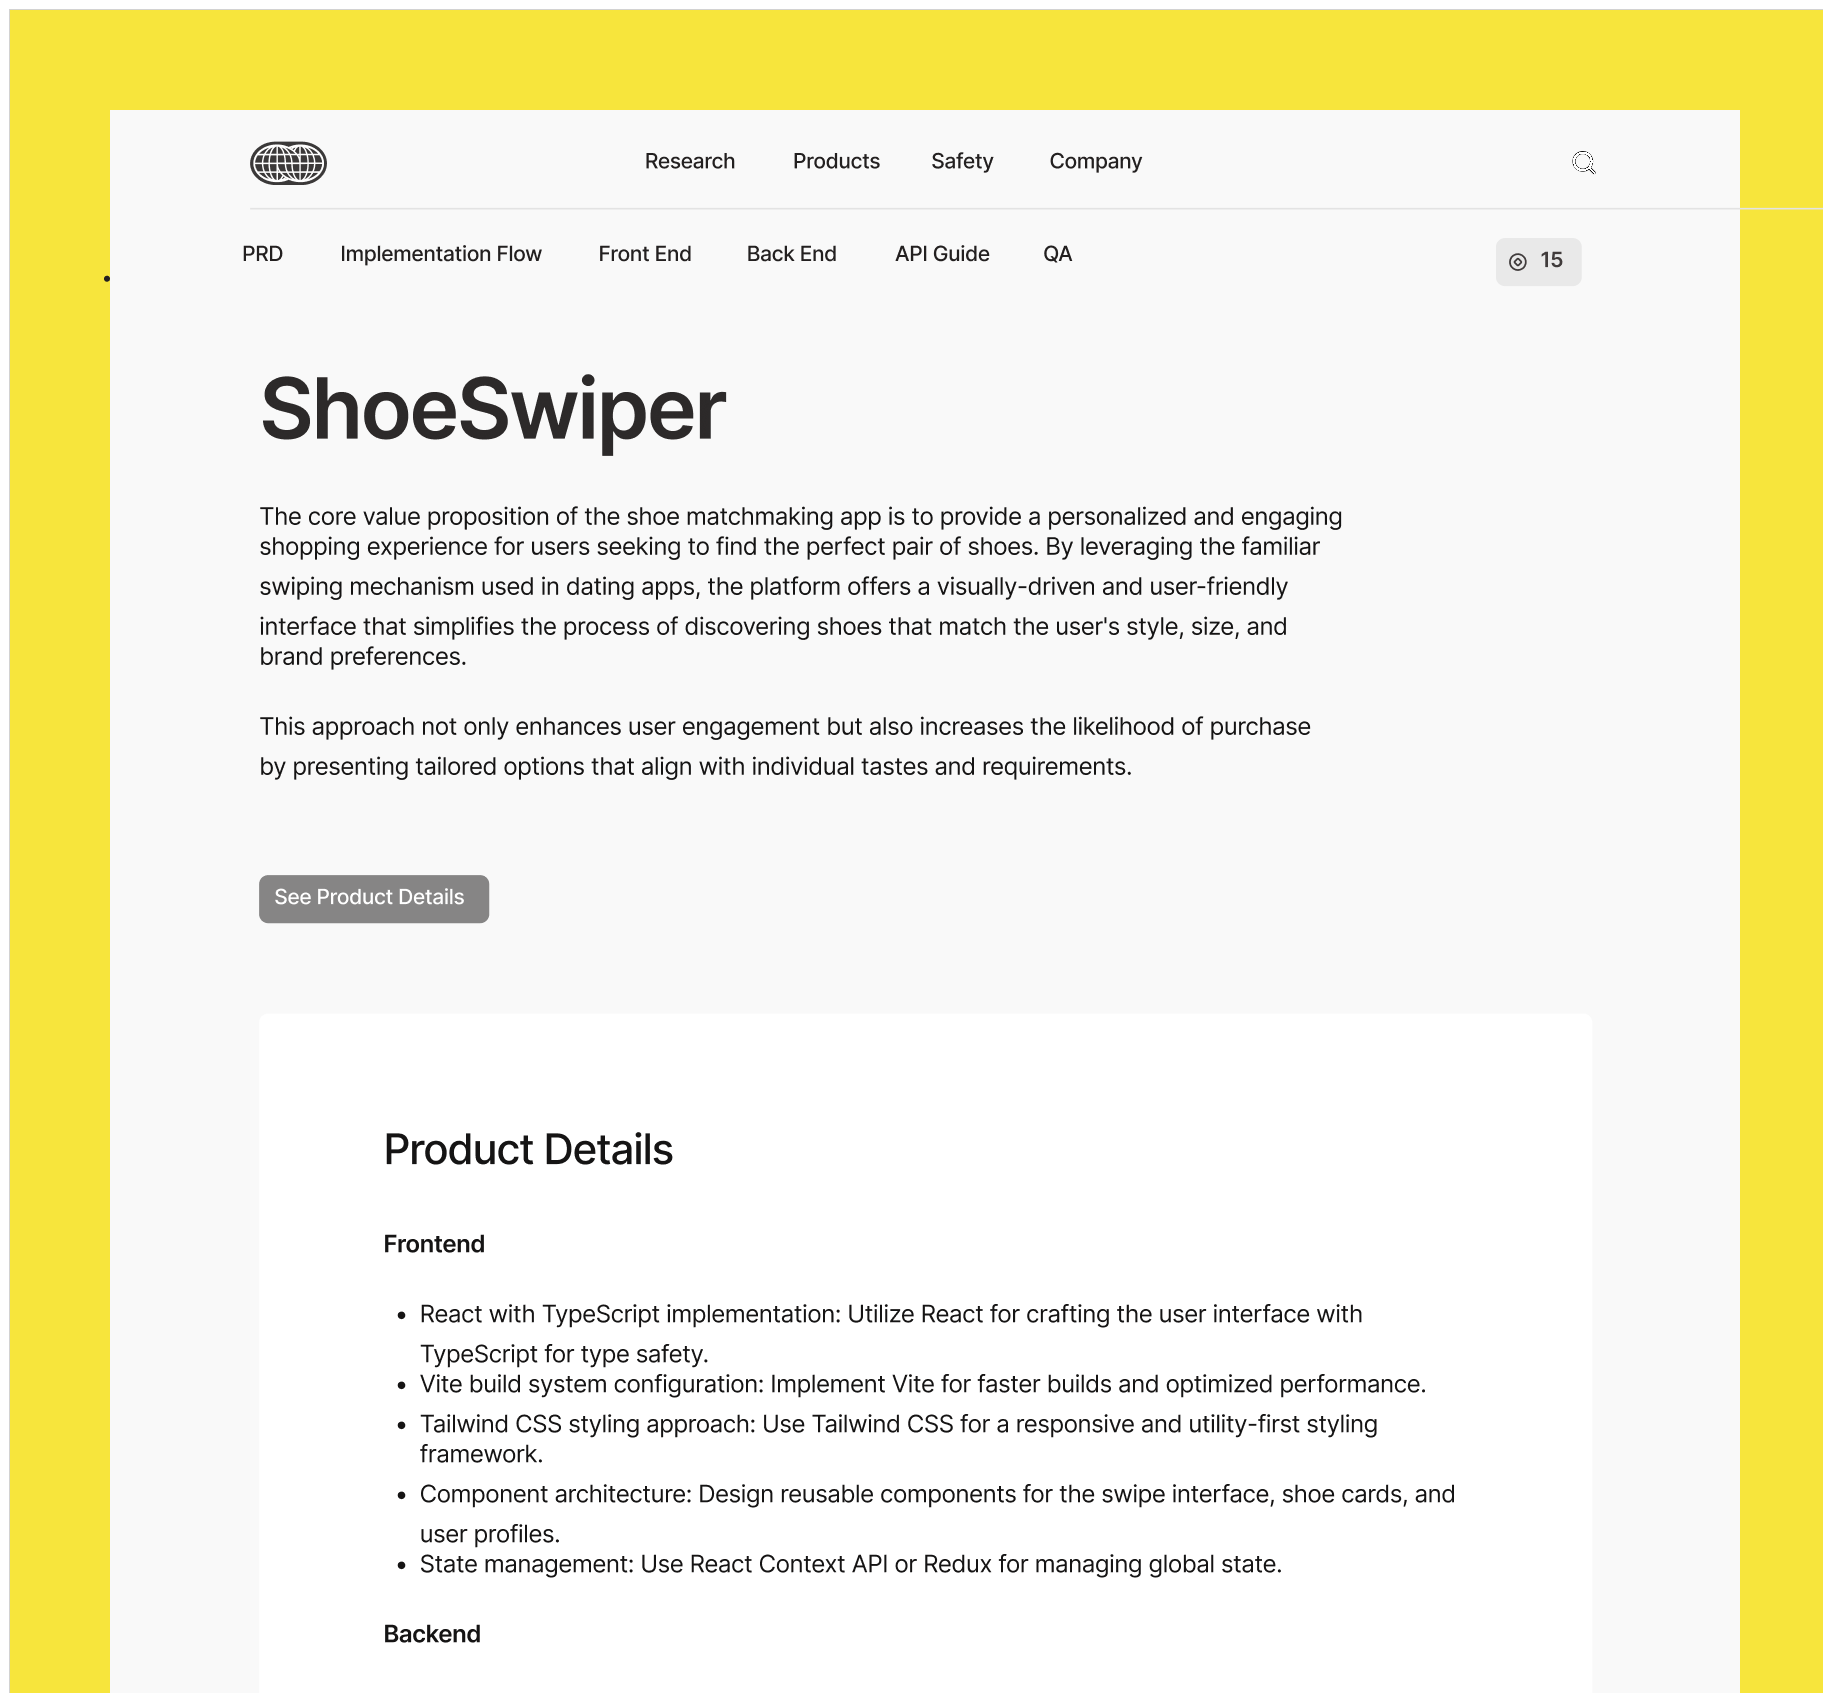 Research Products Safety Company
PRD Implementation Flow Front End Back End API Guide QA
15
ShoeSwiper
The core value proposition of the shoe matchmaking app is to provide a personalized and engaging
shopping experience for users seeking to find the perfect pair of shoes. By leveraging the familiar
swiping mechanism used in dating apps, the platform offers a visually-driven and user-friendly
interface that simplifies the process of discovering shoes that match the user's style, size, and
brand preferences.
This approach not only enhances user engagement but also increases the likelihood of purchase
by presenting tailored options that align with individual tastes and requirements.
See Product Details
Product Details
Frontend
• React with TypeScript implementation: Utilize React for crafting the user interface with
TypeScript for type safety.
• Vite build system configuration: Implement Vite for faster builds and optimized performance.
• Tailwind CSS styling approach: Use Tailwind CSS for a responsive and utility-first styling
framework.
• Component architecture: Design reusable components for the swipe interface, shoe cards, and
user profiles.
• State management: Use React Context API or Redux for managing global state.
Backend